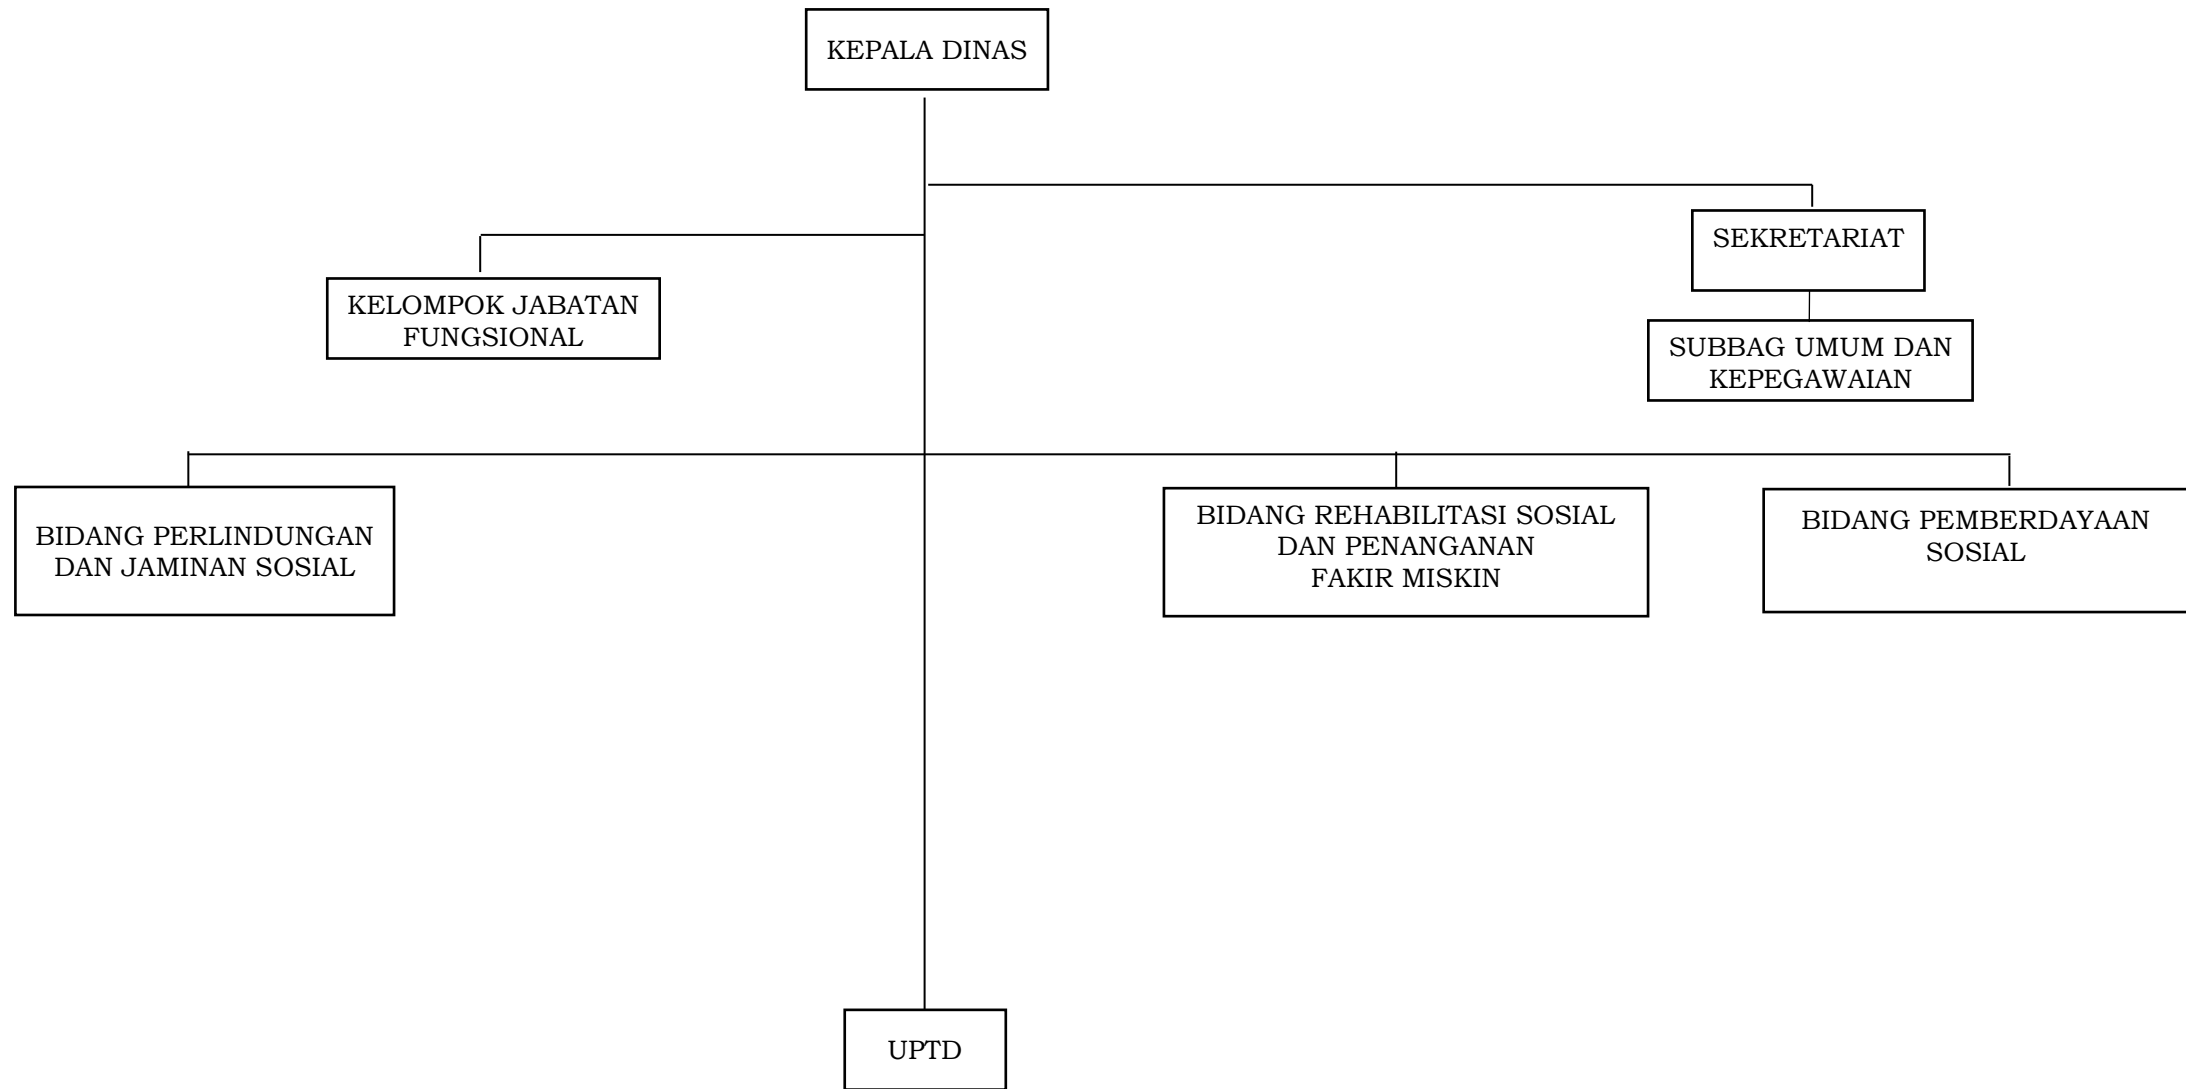 KEPALA DINAS
SEKRETARIAT
KELOMPOK JABATAN
FUNGSIONAL
SUBBAG UMUM DAN
KEPEGAWAIAN
BIDANG PERLINDUNGAN
DAN JAMINAN SOSIAL
BIDANG REHABILITASI SOSIAL
DAN PENANGANAN
FAKIR MISKIN
BIDANG PEMBERDAYAAN
SOSIAL
UPTD